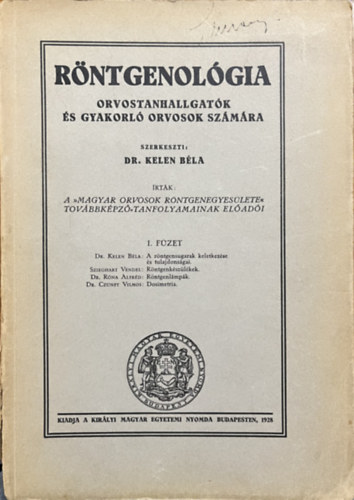 RÖNTGENOLÓGIA
ORVOSTANHALLGATÓK
ÉS GYAKORLÓ ORVOSOK SZÁMÁRA
SZERKESZTI:
DR. KELEN BÉLA
ÍRTÁK:
A »MAGYAR ORVOSOK RÖNTGENEGYESÜLETE«
TOVÁBBKÉPZŐ-TANFOLYAMAINAK ELŐADÓI
I. FÜZET
DR. KELEN BÉLA: A röntgensugarak keletkezése
és tulajdonságai.
VENDEL: Röntgenkészülékek.
DR. RÓNA ALFRÉD: Röntgenlámpák.
DR. CZUNFT VILMOS: Dosimetria.
KIADJA A KIRÁLYI MAGYAR EGYETEMI NYOMDA BUDAPESTEN, 1928